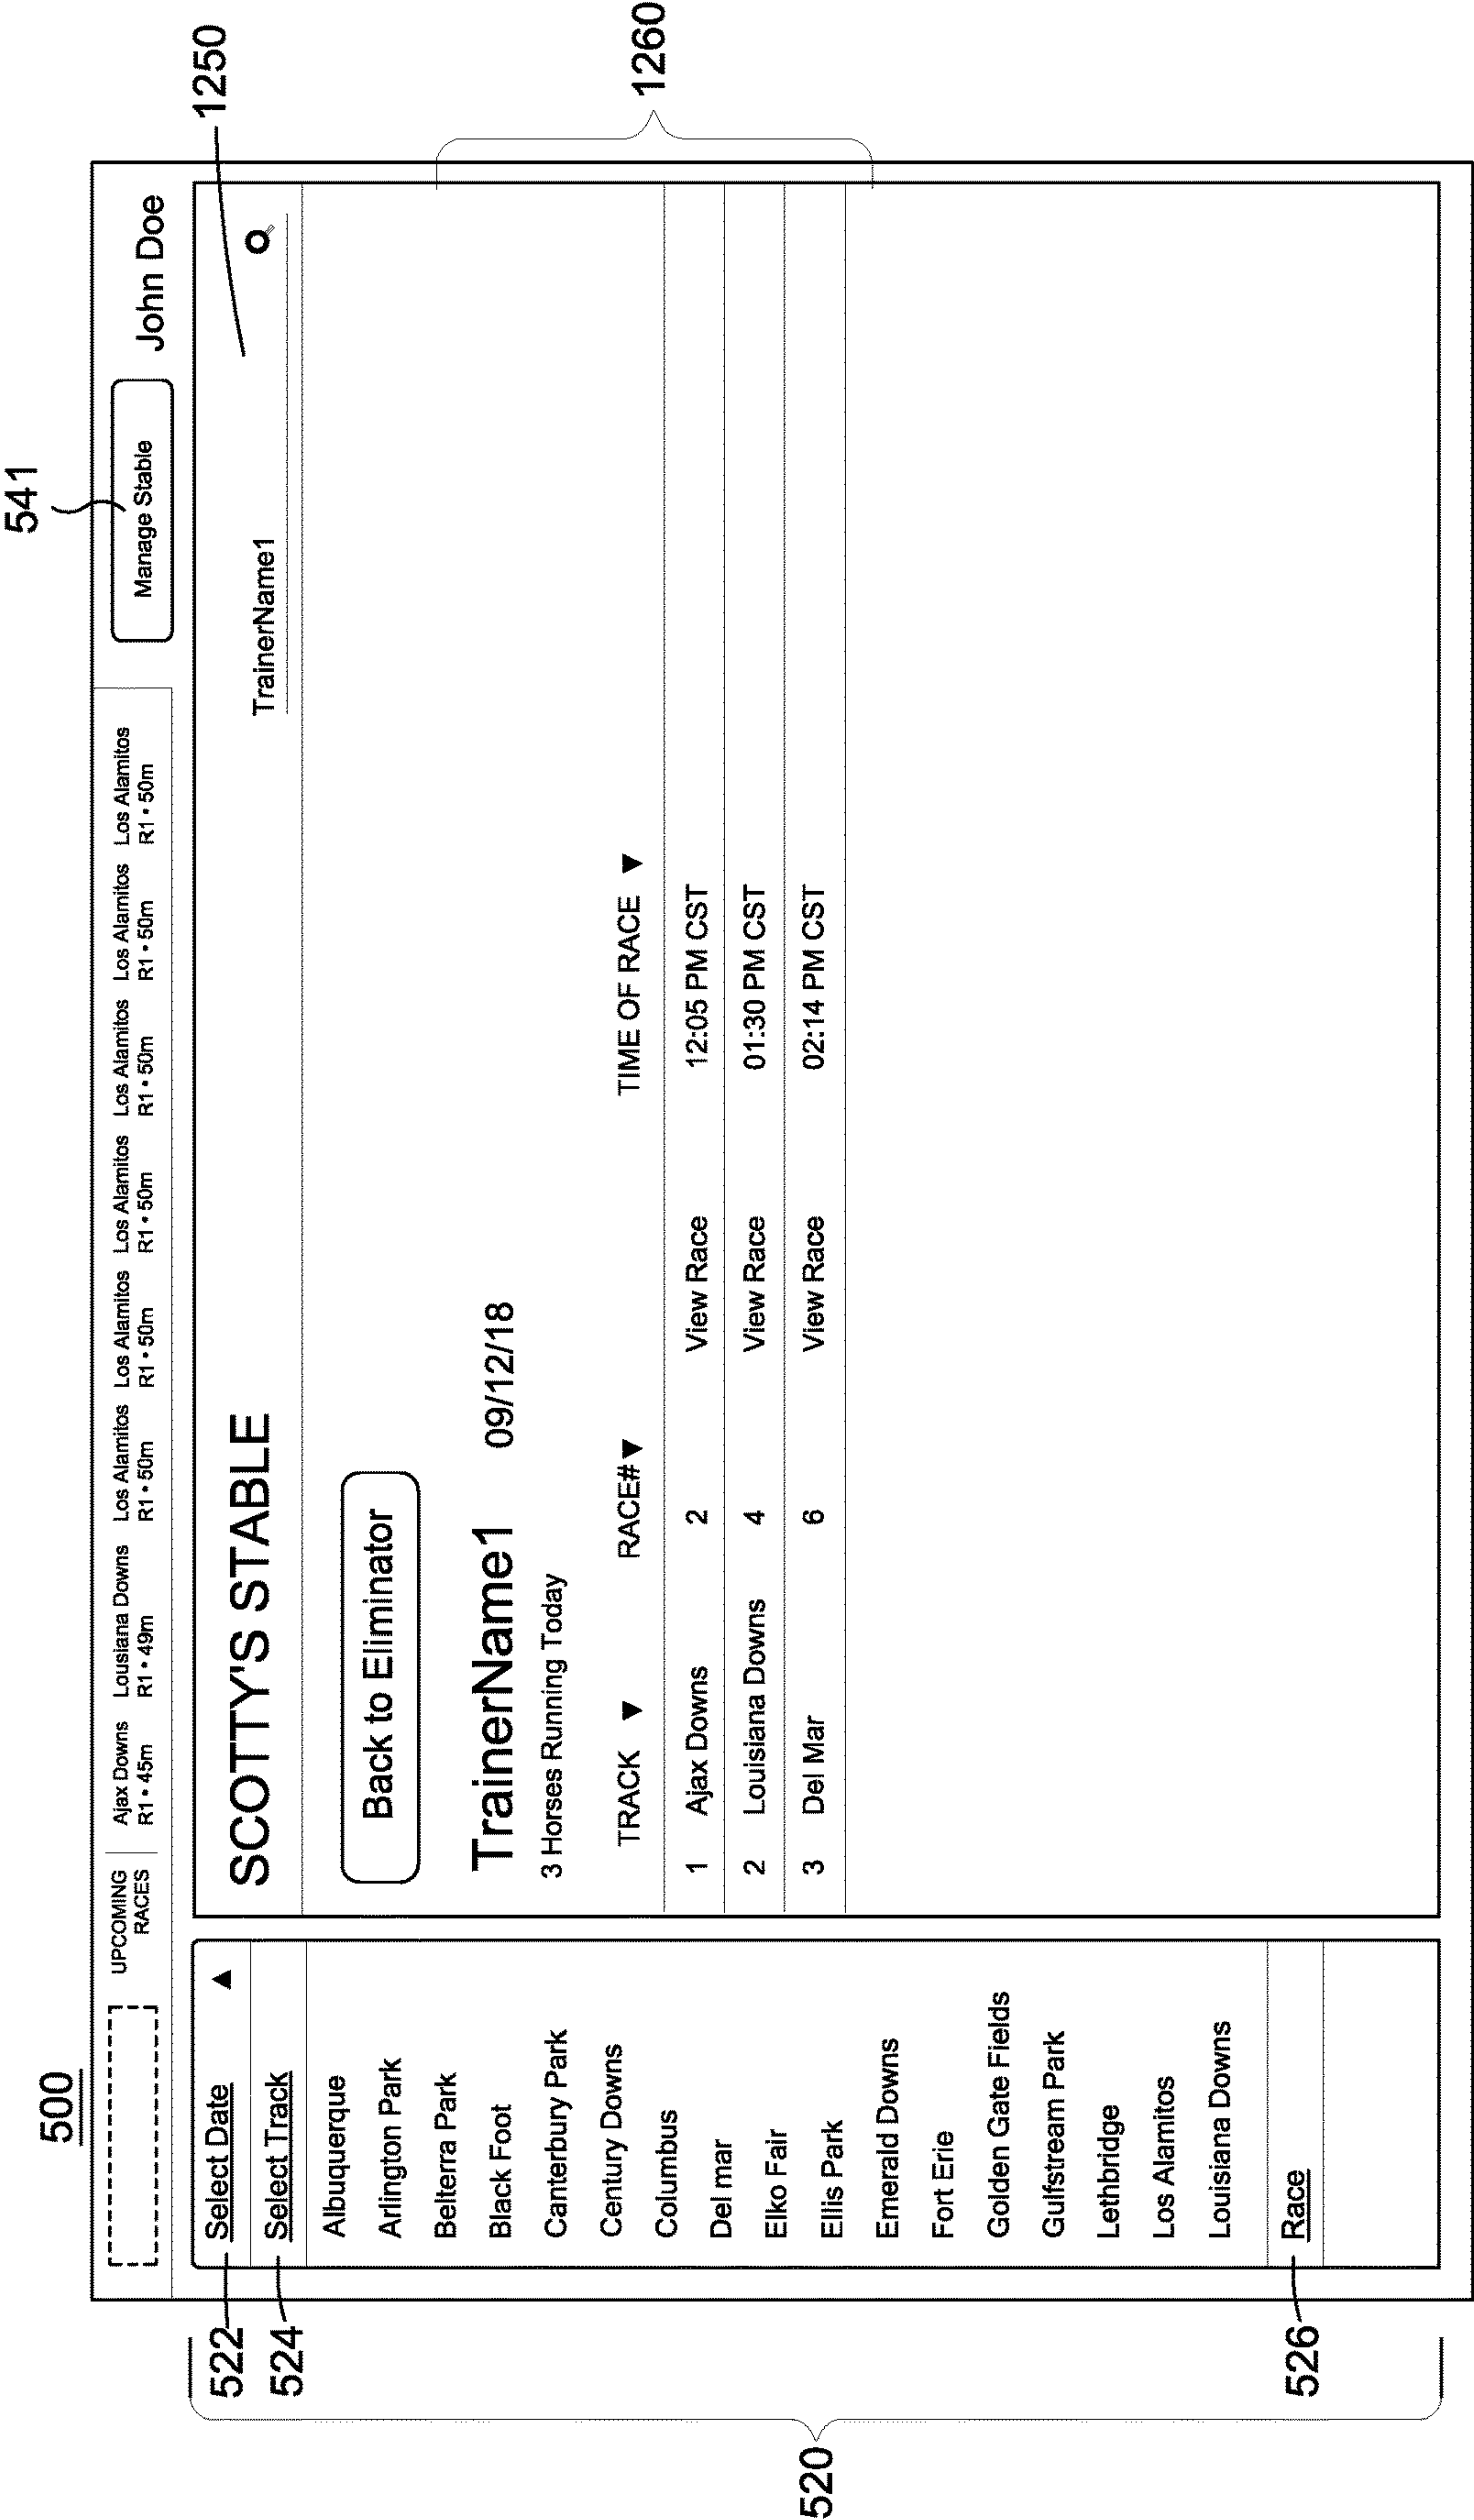 500
541
1250
UPCOMING
RACES
Ajax Downs
R1 • 45m
Lousiana Downs
R1 • 49m
Los Alamitos
R1 • 50m
Los Alamitos
R1 • 50m
Los Alamitos
R1 • 50m
Los Alamitos
R1 • 50m
Los Alamitos
R1 • 50m
Los Alamitos
R1 • 50m
Manage Stable
John Doe
522
Select Date ▲
524
Select Track
Albuquerque
Arlington Park
Belterra Park
Black Foot
Canterbury Park
Century Downs
Columbus
Del mar
Elko Fair
Ellis Park
Emerald Downs
Fort Erie
Golden Gate Fields
Gulfstream Park
Lethbridge
Los Alamitos
Louisiana Downs
526
Race
520
SCOTTY'S STABLE
TrainerName1
Back to Eliminator
TrainerName1 09/12/18
3 Horses Running Today
TRACK ▼ RACE#▼ TIME OF RACE ▼
1 Ajax Downs 2 View Race 12:05 PM CST
2 Louisiana Downs 4 View Race 01:30 PM CST
3 Del Mar 6 View Race 02:14 PM CST
1260